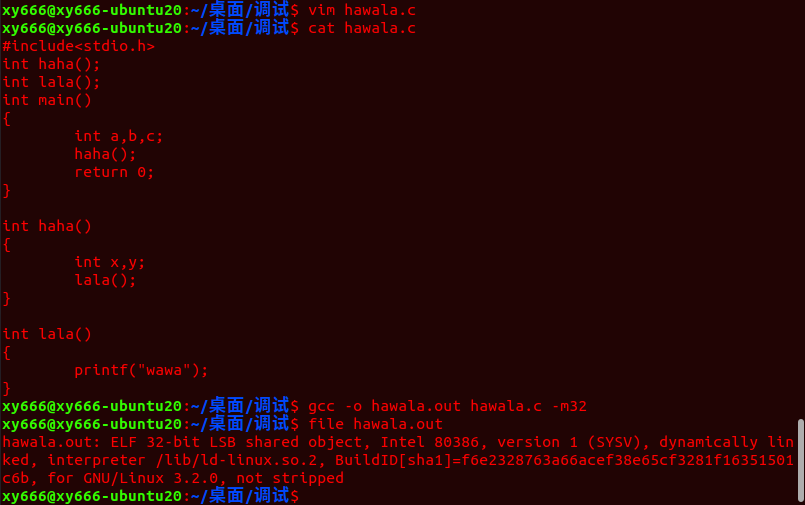 xy666@xy666-ubuntu20:~/桌面/调试$ vim hawala.c
xy666@xy666-ubuntu20:~/桌面/调试$ cat hawala.c
#include<stdio.h>
int haha();
int lala();
int main()
{
        int a,b,c;
        haha();
        return 0;
}

int haha()
{
        int x,y;
        lala();
}

int lala()
{
        printf("wawa");
}
xy666@xy666-ubuntu20:~/桌面/调试$ gcc -o hawala.out hawala.c -m32
xy666@xy666-ubuntu20:~/桌面/调试$ file hawala.out
hawala.out: ELF 32-bit LSB shared object, Intel 80386, version 1 (SYSV), dynamically lin
ked, interpreter /lib/ld-linux.so.2, BuildID[sha1]=f6e2328763a66acef38e65cf3281f16351501
c6b, for GNU/Linux 3.2.0, not stripped
xy666@xy666-ubuntu20:~/桌面/调试$